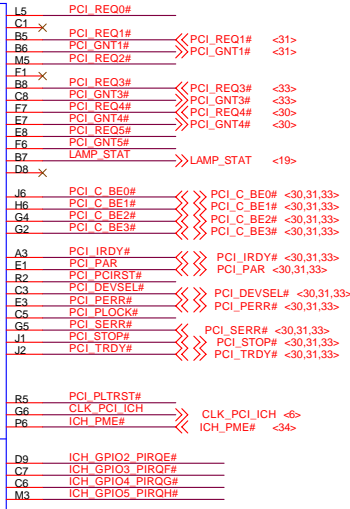 L5 PCI_REQ0#
C1
B5 PCI_REQ1# PCI_REQ1# <31>
B6 PCI_GNT1# PCI_GNT1# <31>
M5 PCI_REQ2#
F1
B8 PCI_REQ3# PCI_REQ3# <33>
C8 PCI_GNT3# PCI_GNT3# <33>
F7 PCI_REQ4# PCI_REQ4# <30>
E7 PCI_GNT4# PCI_GNT4# <30>
E8 PCI_REQ5#
F6 PCI_GNT5#
B7 LAMP_STAT LAMP_STAT <19>
D8
J6 PCI_C_BE0# PCI_C_BE0# <30,31,33>
H6 PCI_C_BE1# PCI_C_BE1# <30,31,33>
G4 PCI_C_BE2# PCI_C_BE2# <30,31,33>
G2 PCI_C_BE3# PCI_C_BE3# <30,31,33>
A3 PCI_IRDY# PCI_IRDY# <30,31,33>
E1 PCI_PAR PCI_PAR <30,31,33>
R2 PCI_PCIRST#
C3 PCI_DEVSEL# PCI_DEVSEL# <30,31,33>
E3 PCI_PERR# PCI_PERR# <30,31,33>
C5 PCI_PLOCK#
G5 PCI_SERR# PCI_SERR# <30,31,33>
J1 PCI_STOP# PCI_STOP# <30,31,33>
J2 PCI_TRDY# PCI_TRDY# <30,31,33>
R5 PCI_PLTRST#
G6 CLK_PCI_ICH CLK_PCI_ICH <6>
P6 ICH_PME# ICH_PME# <34>
D9 ICH_GPIO2_PIRQE#
C7 ICH_GPIO3_PIRQF#
C6 ICH_GPIO4_PIRQG#
M3 ICH_GPIO5_PIRQH#